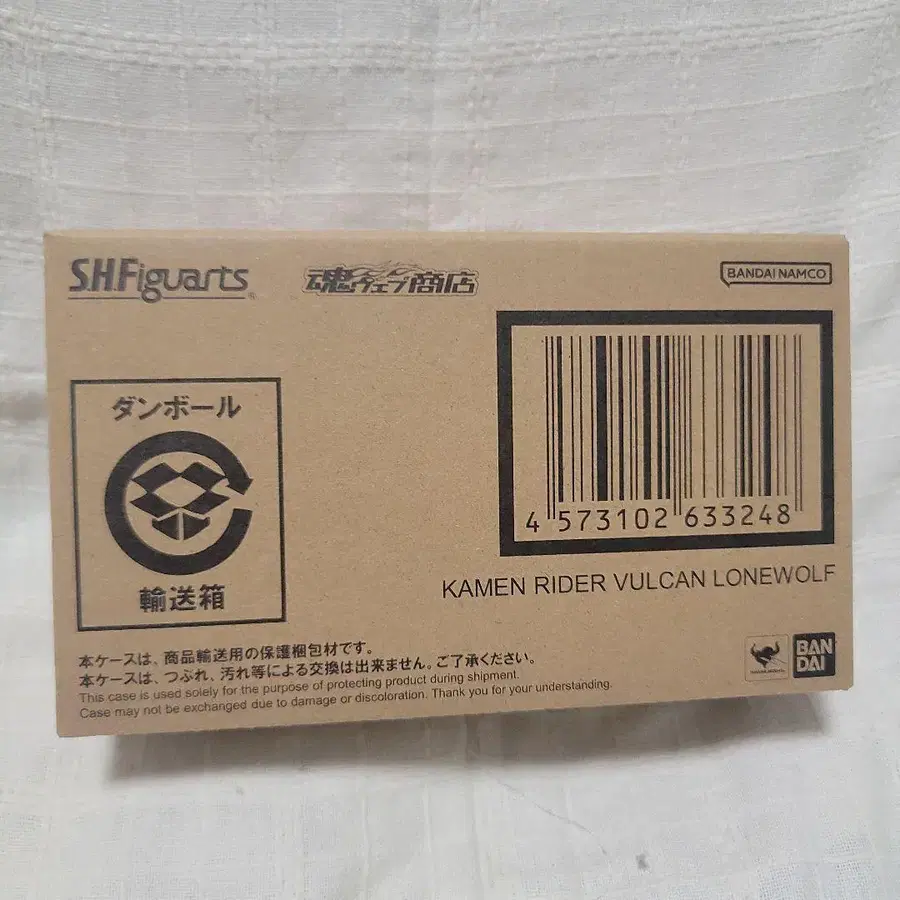 S.H.Figuarts
魂ウェブ商店
BANDAI NAMCO
ダンボール
輸送箱
4 573102 633248
KAMEN RIDER VULCAN LONEWOLF
本ケースは、商品輸送用の保護梱包材です。
本ケースは、つぶれ、汚れ等による交換は出来ません。ご了承ください。
This case is used solely for the purpose of protecting product during shipment.
Case may not be exchanged due to damage or discoloration. Thank you for your understanding.
BAN
DAI